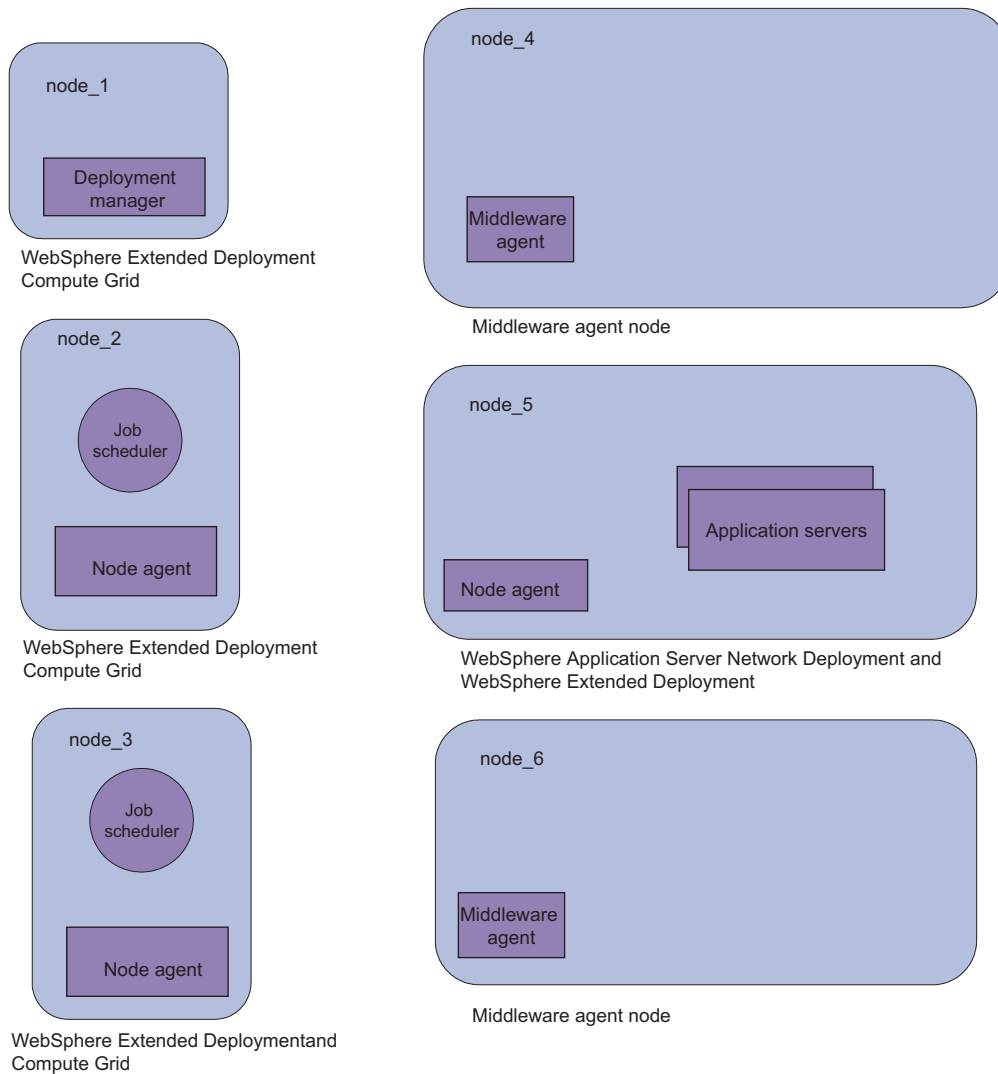 node_1
Deployment
manager
WebSphere Extended Deployment
Compute Grid
node_2
Job
scheduler
Node agent
WebSphere Extended Deployment
Compute Grid
node_3
Job
scheduler
Node agent
WebSphere Extended Deploymentand
Compute Grid
node_4
Middleware
agent
Middleware agent node
node_5
Application servers
Node agent
WebSphere Application Server Network Deployment and
WebSphere Extended Deployment
node_6
Middleware
agent
Middleware agent node